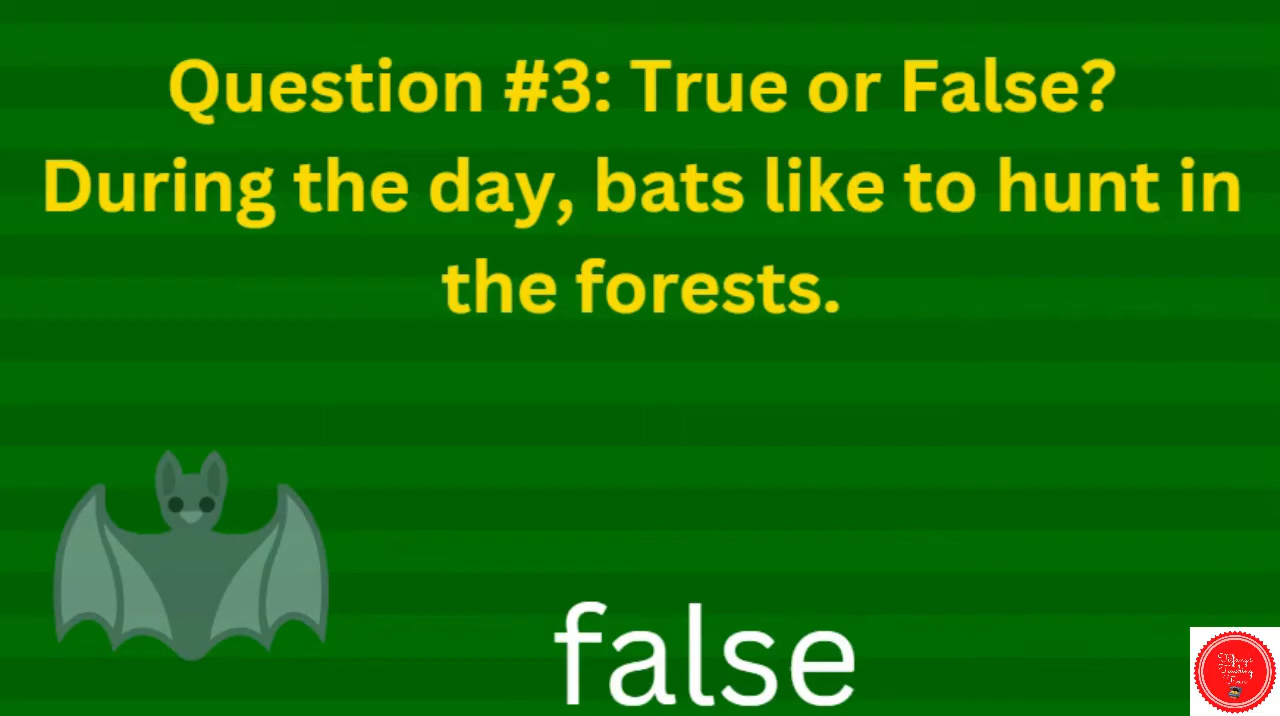 Question #3: True or False?
During the day, bats like to hunt in
the forests.
false